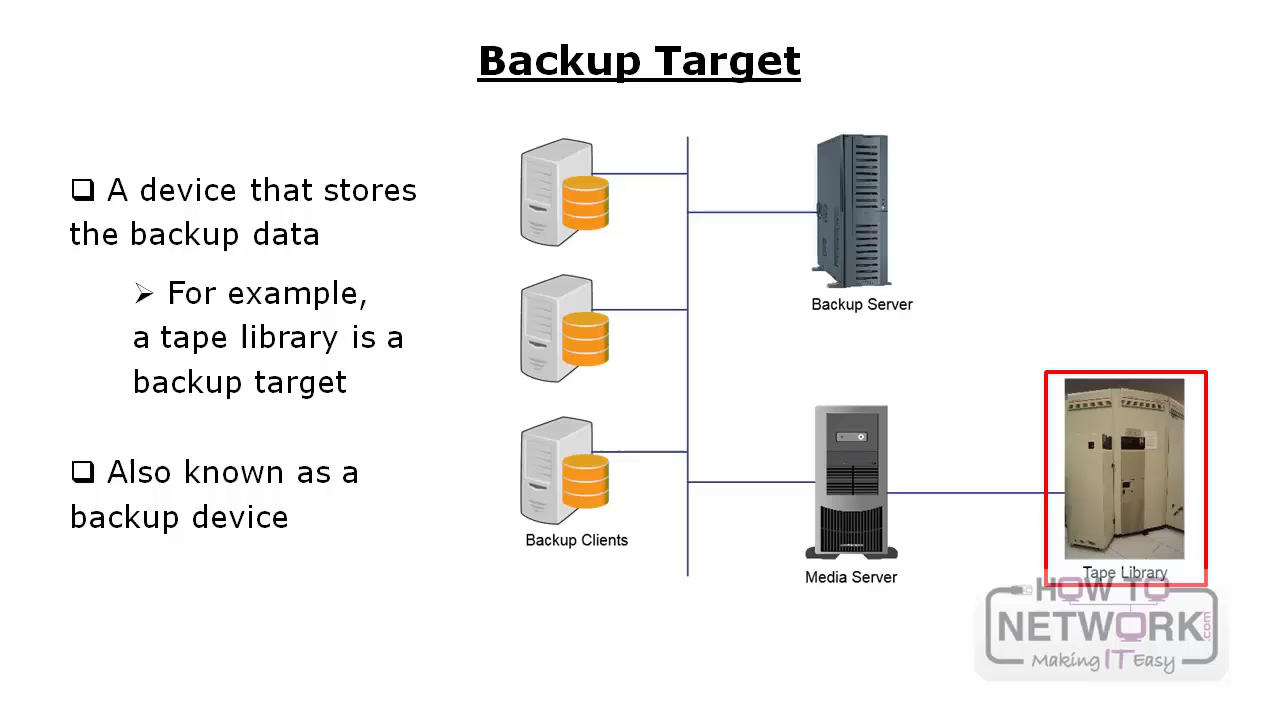 Backup Target
❑ A device that stores
the backup data
➢ For example,
a tape library is a
backup target
❑ Also known as a
backup device
Backup Server
Backup Clients
Media Server
Tape Library
HOW TO
NETWORK.com
Making IT Easy